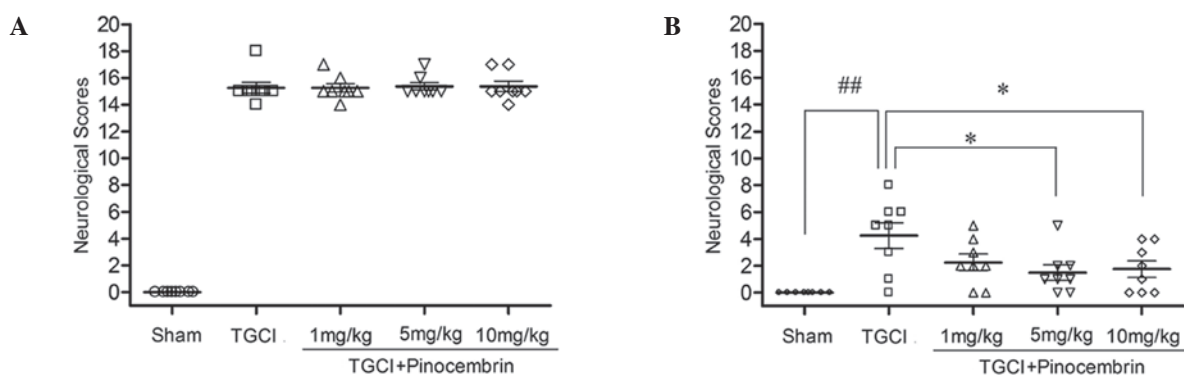 A
Neurological Scores
20
18
16
14
12
10
8
6
4
2
0
Sham
TGCI
1mg/kg
5mg/kg
10mg/kg
TGCI+Pinocembrin
B
Neurological Scores
20
18
16
14
12
10
8
6
4
2
0
##
*
*
Sham
TGCI
1mg/kg
5mg/kg
10mg/kg
TGCI+Pinocembrin